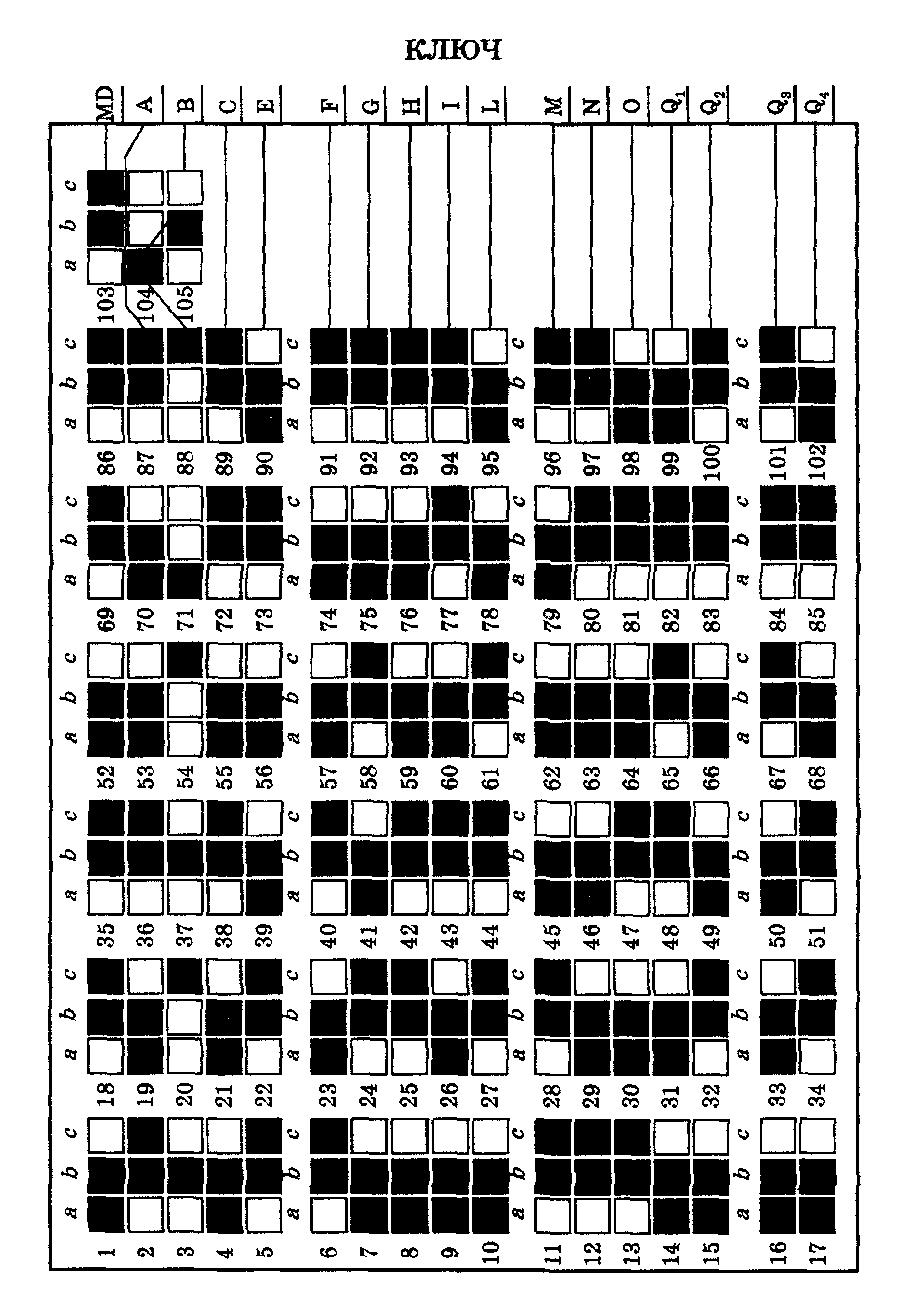 КЛЮЧ
MD A B C E F G H I L M N O Q₁ Q₂ Q₃ Q₄
c
b
a
103 104 105
c c c c
b b b b
a a a a
86 87 88 89 90 91 92 93 94 95 96 97 98 99 100 101 102
c c c c
b b b b
a a a a
69 70 71 72 73 74 75 76 77 78 79 80 81 82 83 84 85
c c c c
b b b b
a a a a
52 53 54 55 56 57 58 59 60 61 62 63 64 65 66 67 68
c c c c
b b b b
a a a a
35 36 37 38 39 40 41 42 43 44 45 46 47 48 49 50 51
c c c c
b b b b
a a a a
18 19 20 21 22 23 24 25 26 27 28 29 30 31 32 33 34
c c c c
b b b b
a a a a
1 2 3 4 5 6 7 8 9 10 11 12 13 14 15 16 17